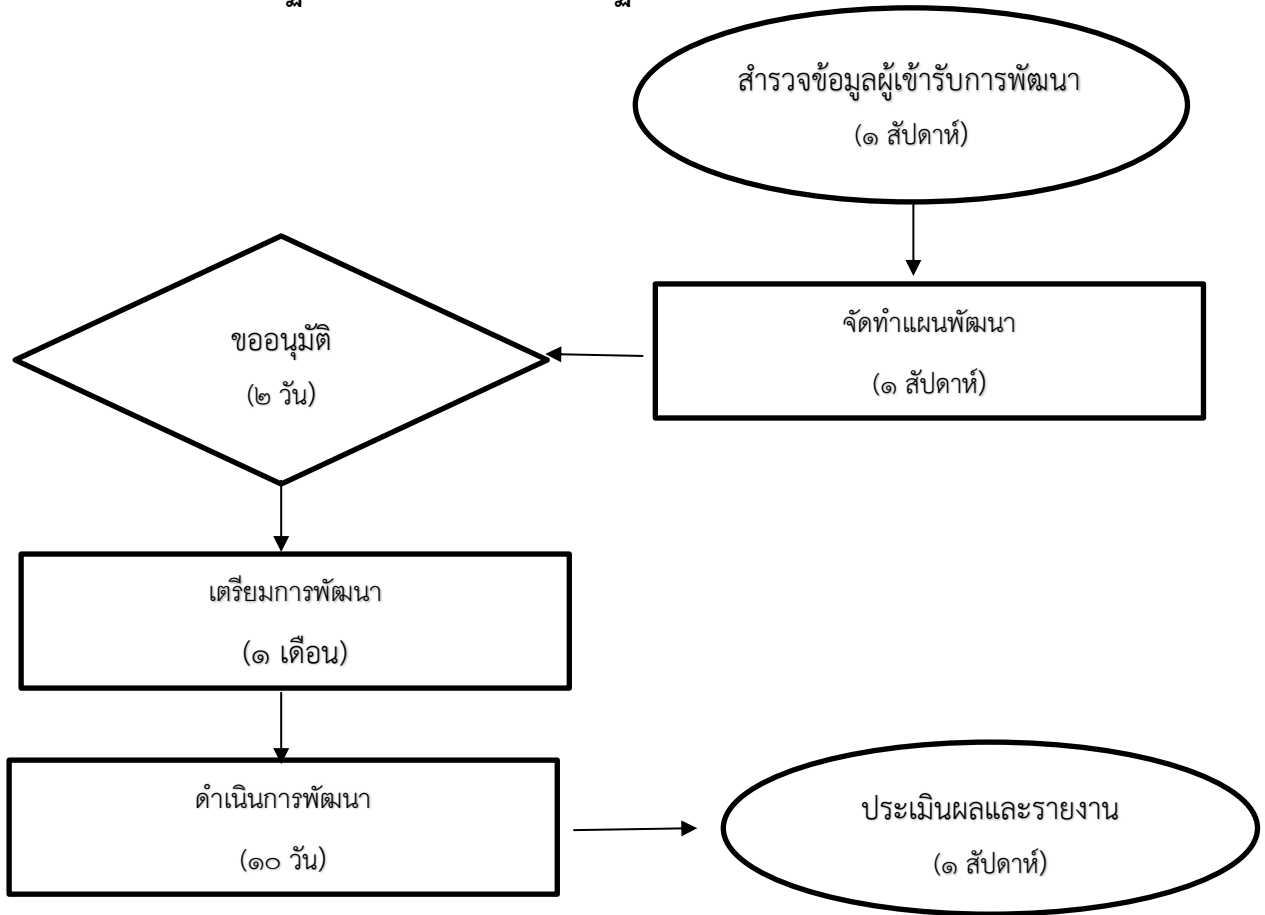 สำรวจข้อมูลผู้เข้ารับการพัฒนา
(๑ สัปดาห์)
จัดทำแผนพัฒนา
(๑ สัปดาห์)
ขออนุมัติ
(๒ วัน)
เตรียมการพัฒนา
(๑ เดือน)
ดำเนินการพัฒนา
(๑๐ วัน)
ประเมินผลและรายงาน
(๑ สัปดาห์)